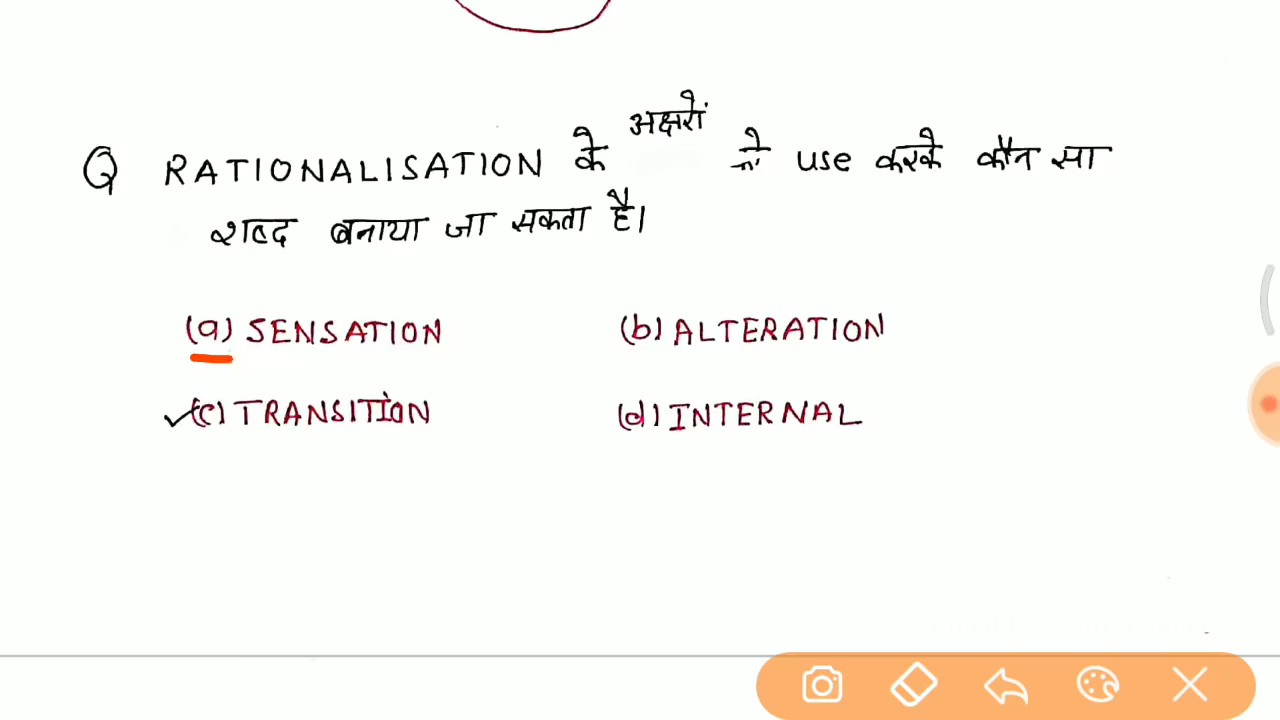 Q RATIONALISATION के अक्षरों को use करके कौन सा
शब्द बनाया जा सकता है।
(a) SENSATION (b) ALTERATION
(c) TRANSITION (d) INTERNAL